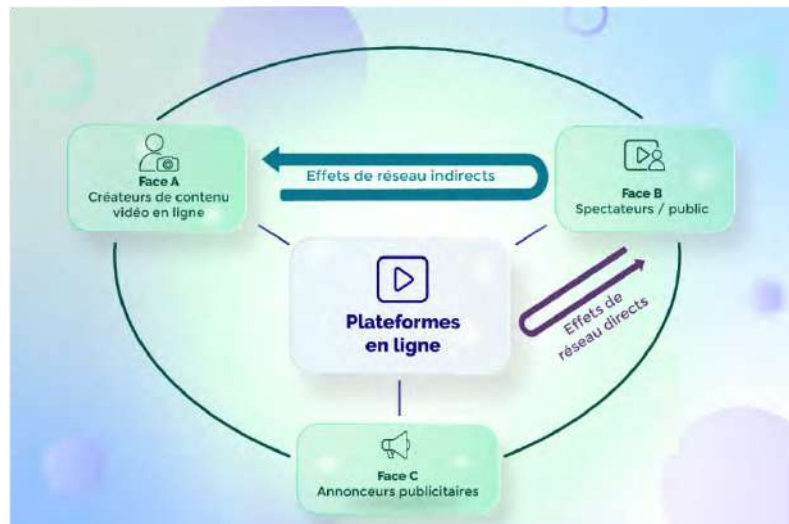 Face A
Créateurs de contenu
vidéo en ligne
Effets de réseau indirects
Face B
Spectateurs / public
Plateformes
en ligne
Effets de
réseau directs
Face C
Annonceurs publicitaires